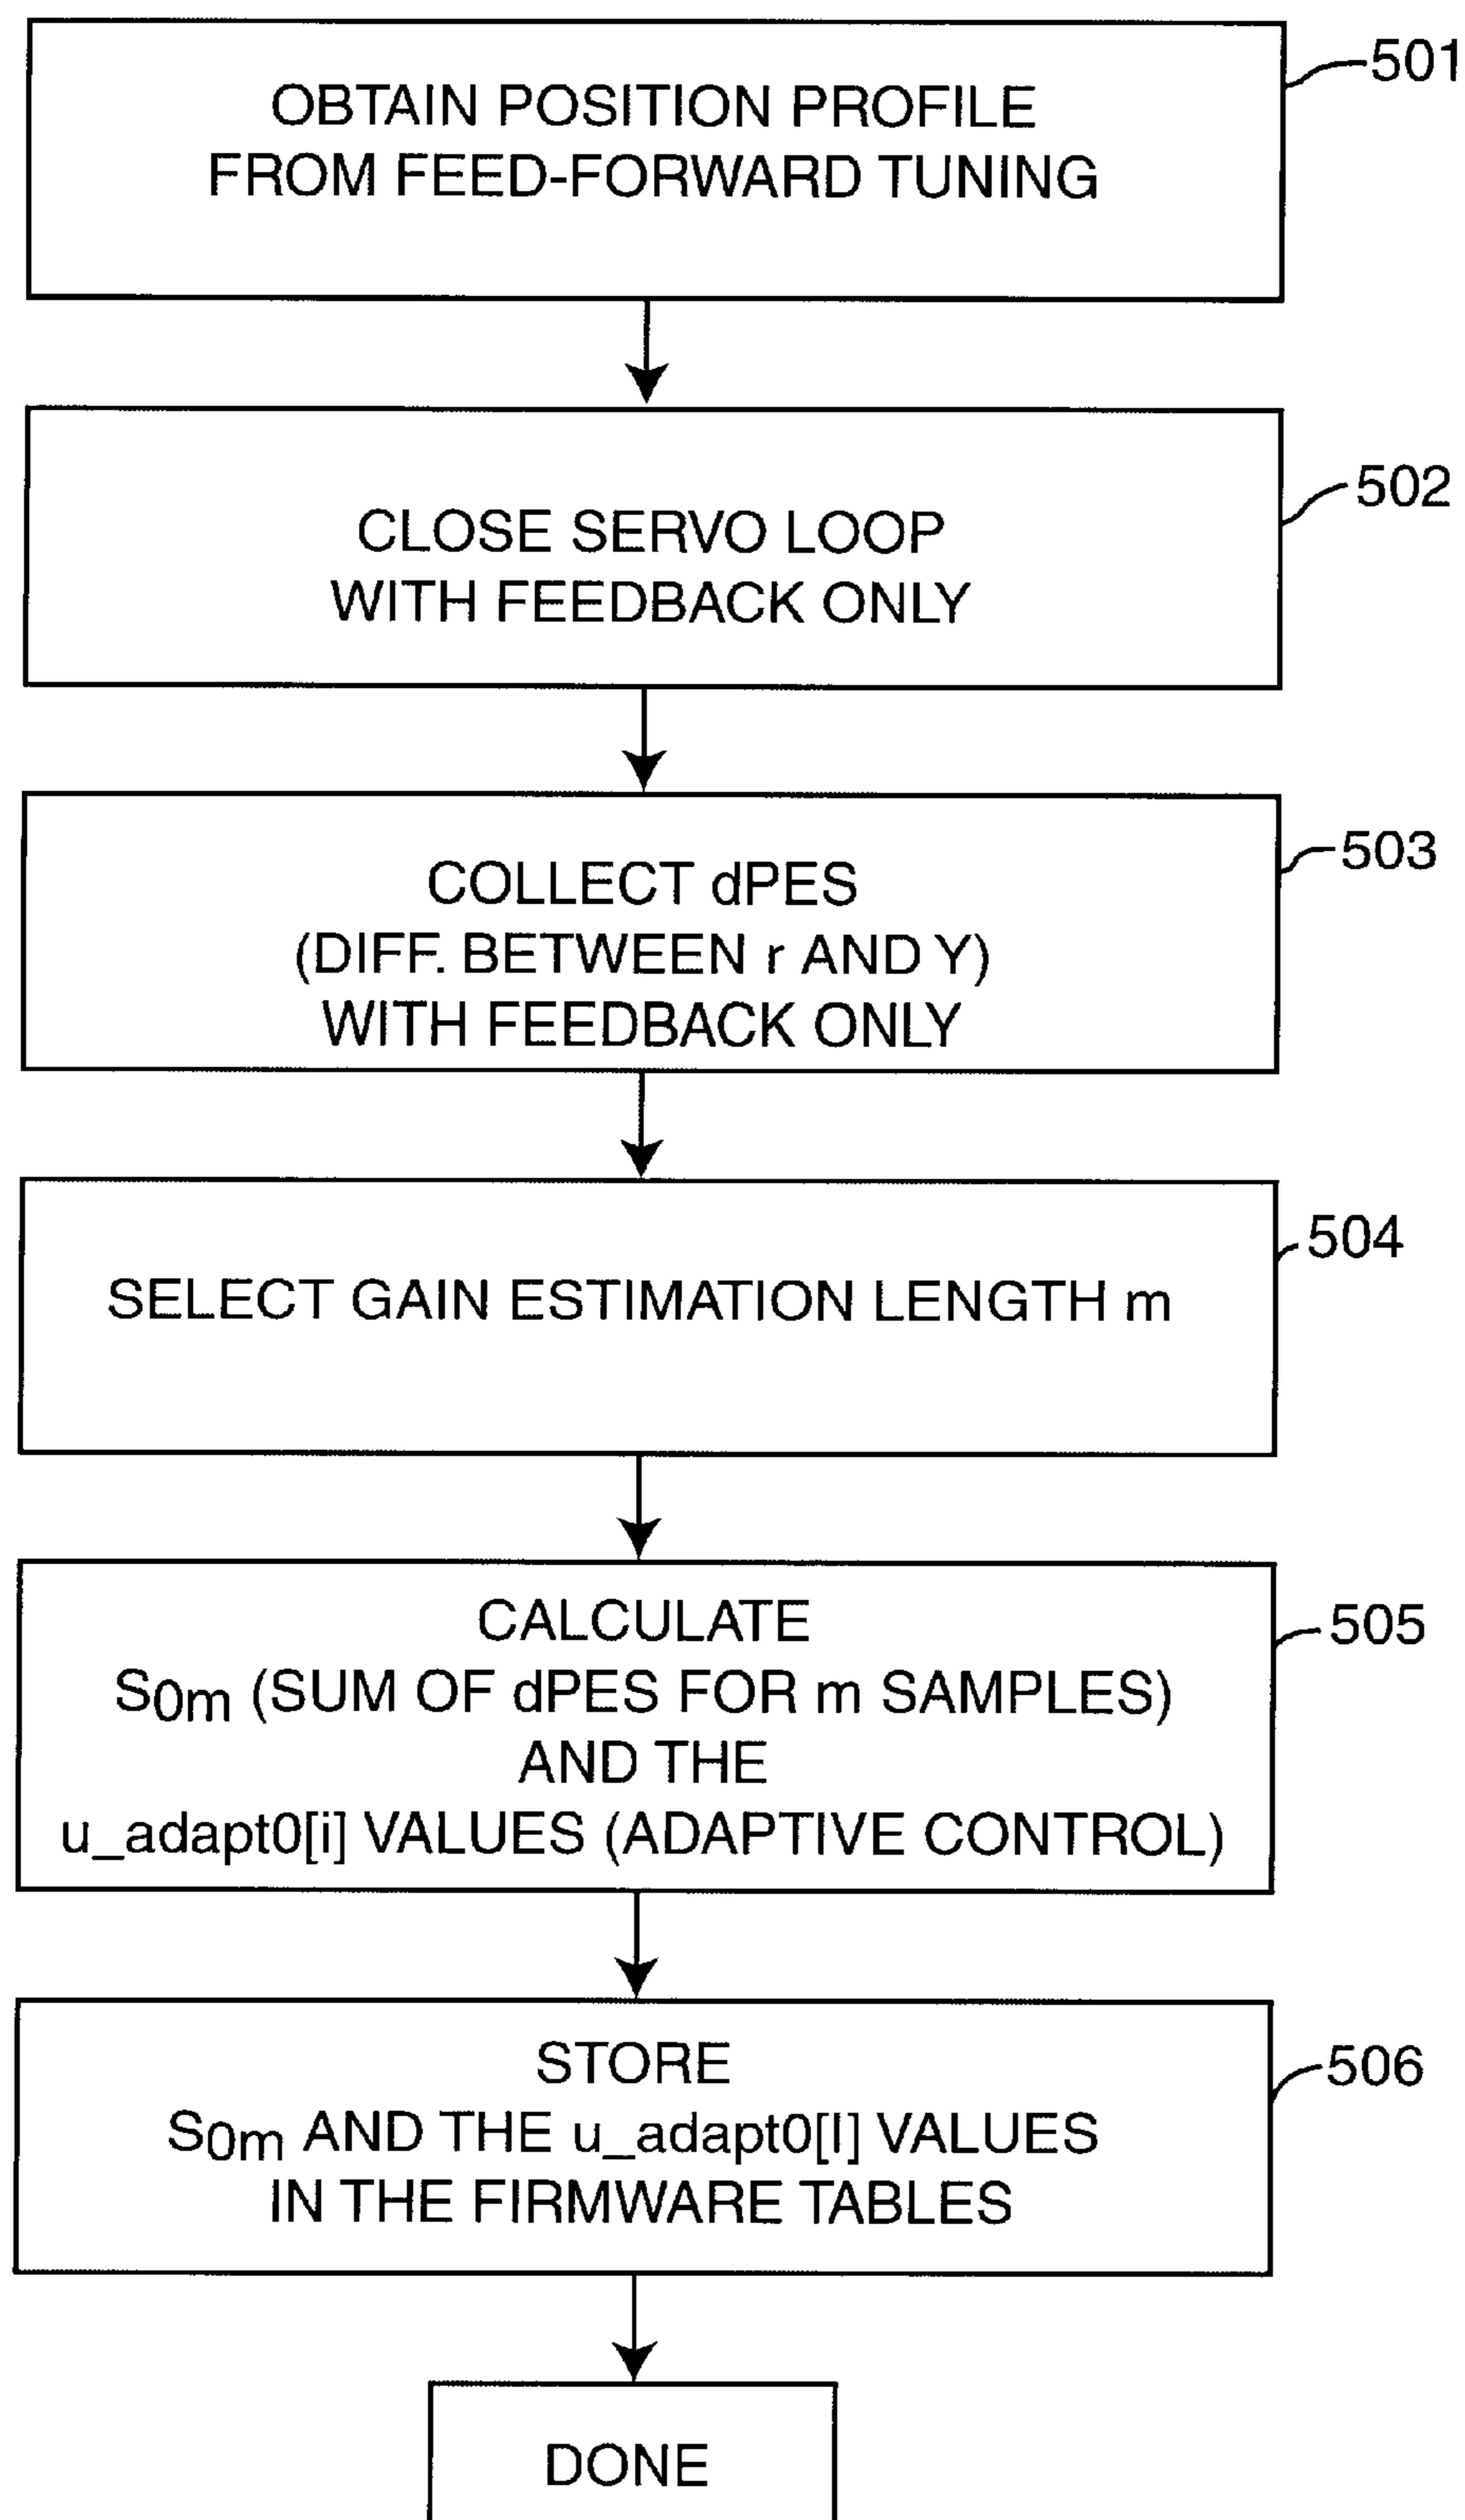 501
OBTAIN POSITION PROFILE
FROM FEED-FORWARD TUNING
502
CLOSE SERVO LOOP
WITH FEEDBACK ONLY
503
COLLECT dPES
(DIFF. BETWEEN r AND Y)
WITH FEEDBACK ONLY
504
SELECT GAIN ESTIMATION LENGTH m
505
CALCULATE
S0m (SUM OF dPES FOR m SAMPLES)
AND THE
u_adapt0[i] VALUES (ADAPTIVE CONTROL)
506
STORE
S0m AND THE u_adapt0[I] VALUES
IN THE FIRMWARE TABLES
DONE